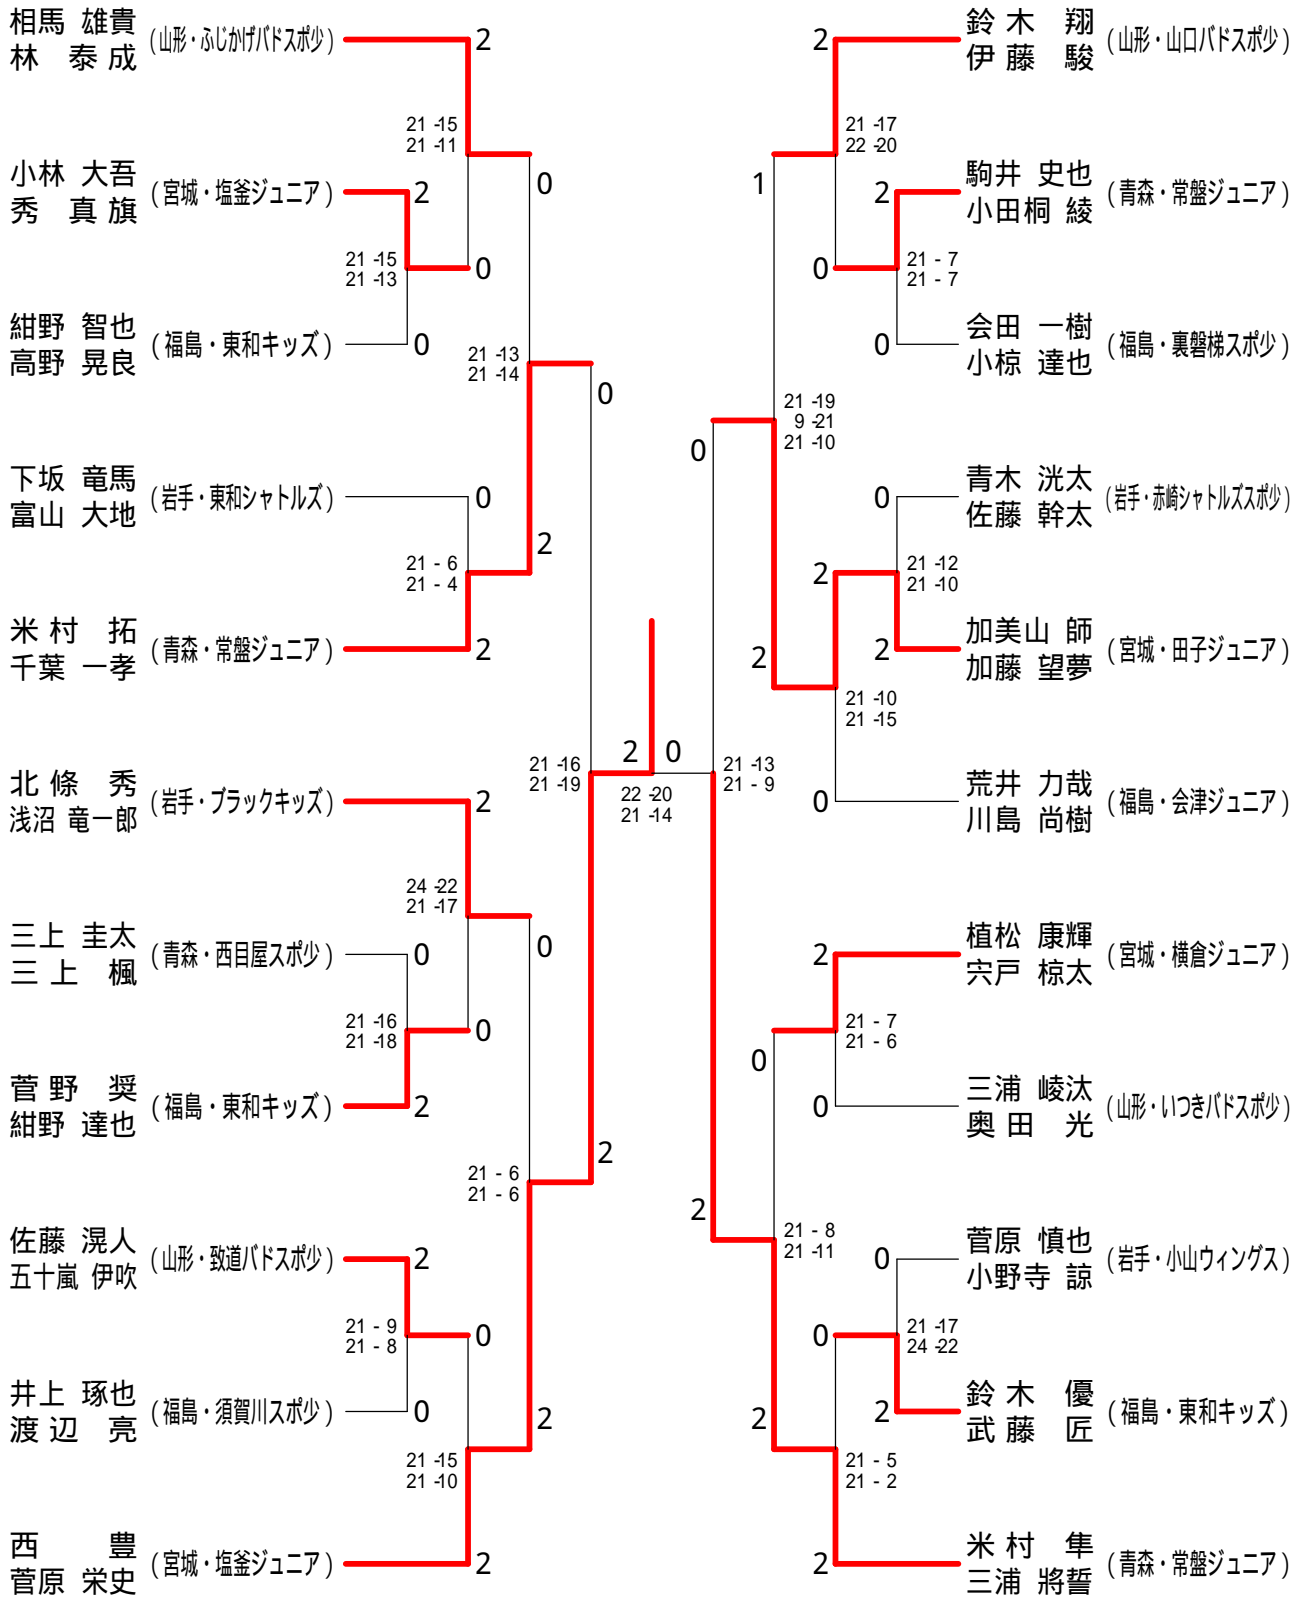 相馬 雄貴
林 泰成
(山形・ふじかげバドスポ少)
2
21 -15
21 -11
0
小林 大吾
秀 真旗
(宮城・塩釜ジュニア)
2
21 -15
21 -13
0
紺野 智也
高野 晃良
(福島・東和キッズ)
0
21 -13
21 -14
0
下坂 竜馬
富山 大地
(岩手・東和シャトルズ)
0
21 - 6
21 - 4
2
米村 拓
千葉 一孝
(青森・常盤ジュニア)
2
21 -16
21 -19
2 0
22 -20
21 -14
北條 秀
浅沼 竜一郎
(岩手・ブラックキッズ)
2
24 -22
21 -17
0
三上 圭太
三上 楓
(青森・西目屋スポ少)
0
21 -16
21 -18
0
菅野 奨
紺野 達也
(福島・東和キッズ)
2
21 - 6
21 - 6
2
佐藤 滉人
五十嵐 伊吹
(山形・致道バドスポ少)
2
21 - 9
21 - 8
0
井上 琢也
渡辺 亮
(福島・須賀川スポ少)
0
2
21 -15
21 -10
西 豊
菅原 栄史
(宮城・塩釜ジュニア)
2
鈴木 翔
伊藤 駿
(山形・山口バドスポ少)
2
21 -17
22 -20
1
駒井 史也
小田桐 綾
(青森・常盤ジュニア)
2
21 - 7
21 - 7
0
会田 一樹
小椋 達也
(福島・裏磐梯スポ少)
0
21 -19
9 -21
21 -10
0
青木 洸太
佐藤 幹太
(岩手・赤崎シャトルズスポ少)
0
21 -12
21 -10
2
加美山 師
加藤 望夢
(宮城・田子ジュニア)
2
2
21 -10
21 -15
21 -13
21 - 9
荒井 力哉
川島 尚樹
(福島・会津ジュニア)
0
植松 康輝
宍戸 椋太
(宮城・横倉ジュニア)
2
21 - 7
21 - 6
0
三浦 崚汰
奥田 光
(山形・いつきバドスポ少)
0
2
21 - 8
21 -11
菅原 慎也
小野寺 諒
(岩手・小山ウィングス)
0
21 -17
24 -22
0
鈴木 優
武藤 匠
(福島・東和キッズ)
2
2
21 - 5
21 - 2
米村 隼
三浦 將誓
(青森・常盤ジュニア)
2